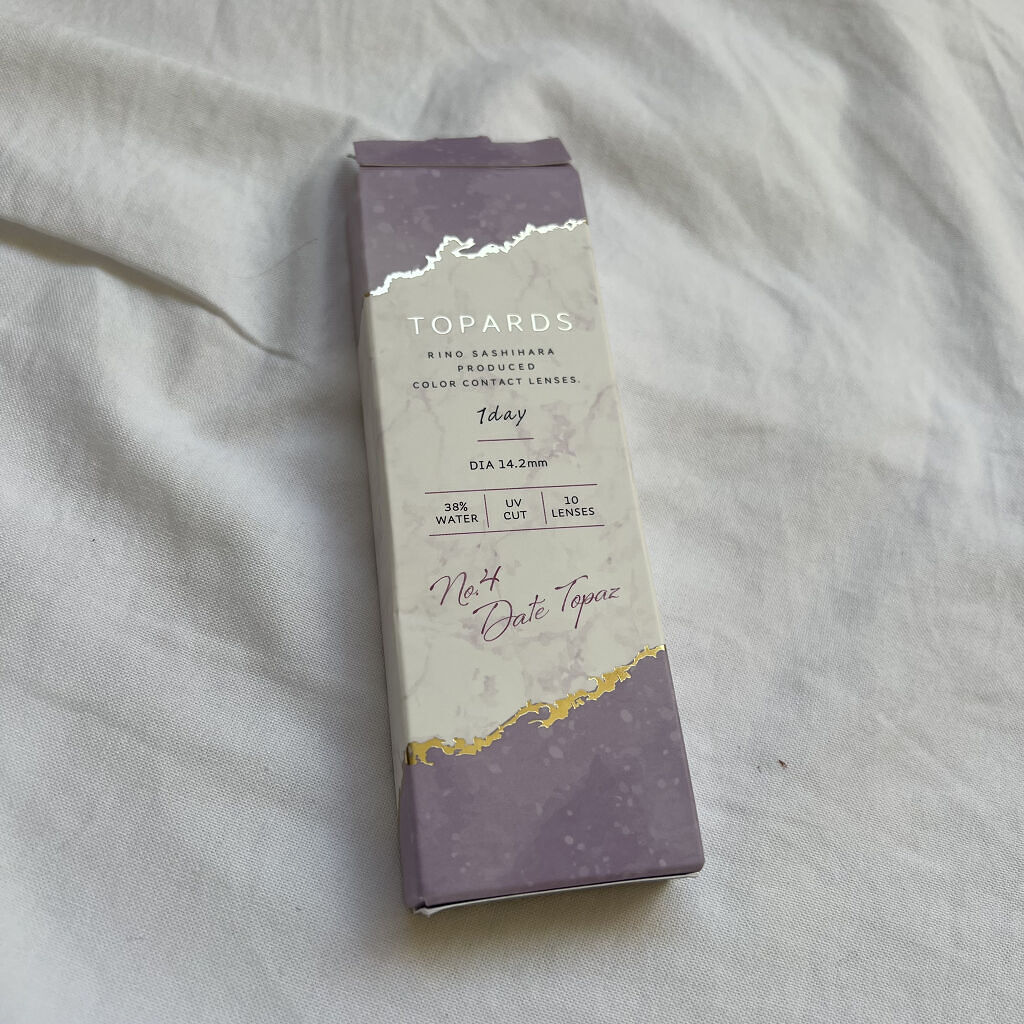 TOPARDS
RINO SASHIHARA
PRODUCED
COLOR CONTACT LENSES.
1day
DIA 14.2mm
38% WATER UV CUT 10 LENSES
No.4
Date Topaz